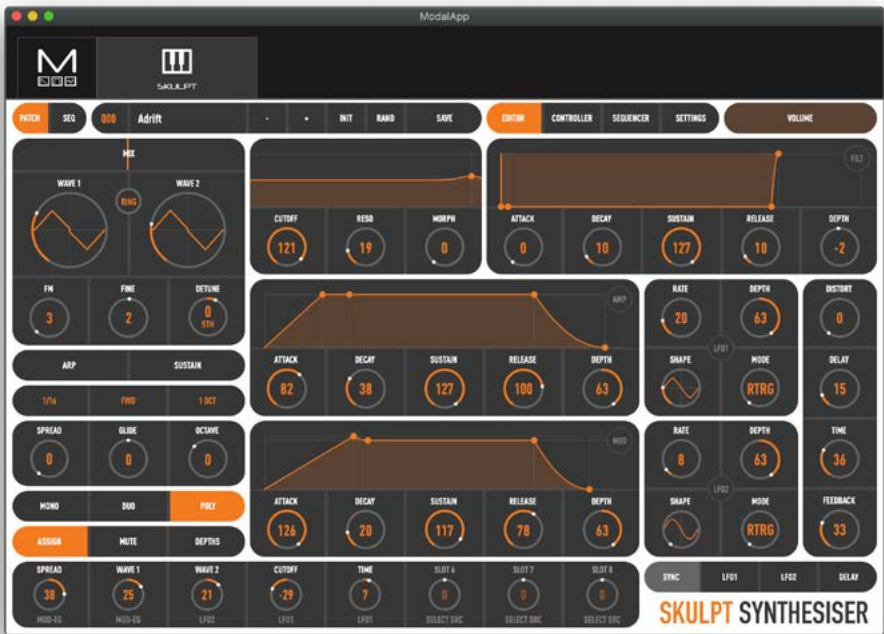 ModalApp
M
SKULPT
PATCH SEQ 000 Adrift - + INIT RAND SAVE EDITOR CONTROLLER SEQUENCER SETTINGS VOLUME
MIX
WAVE 1 WAVE 2
RING
FM FINE DETUNE
3 2 0
5TH
CUTOFF RESO MORPH
121 19 0
FILT
ATTACK DECAY SUSTAIN RELEASE DEPTH
0 10 127 10 -2
AMP
ATTACK DECAY SUSTAIN RELEASE DEPTH
82 38 127 100 63
RATE DEPTH
20 63
LFO1
SHAPE MODE
RTRG
DISTORT
0
DELAY
15
TIME
36
FEEDBACK
33
ARP SUSTAIN
1/16 FWD 1 OCT
SPREAD GLIDE OCTAVE
0 0 0
MONO DUO POLY
ASSIGN MUTE DEPTHS
MOD
ATTACK DECAY SUSTAIN RELEASE DEPTH
126 20 117 78 63
RATE DEPTH
8 63
LFO2
SHAPE MODE
RTRG
SPREAD WAVE 1 WAVE 2 CUTOFF TIME SLOT 6 SLOT 7 SLOT 8
38 25 21 -29 7 0 0 0
MOD-EG MOD-EG LFO2 LFO1 LFO1 SELECT SRC SELECT SRC SELECT SRC
SYNC LFO1 LFO2 DELAY
SKULPT SYNTHESISER